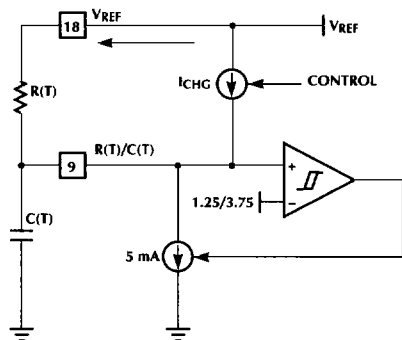 18
VREF
VREF
ICHG
CONTROL
R(T)
R(T)/C(T)
9
+
1.25/3.75
−
C(T)
5 mA